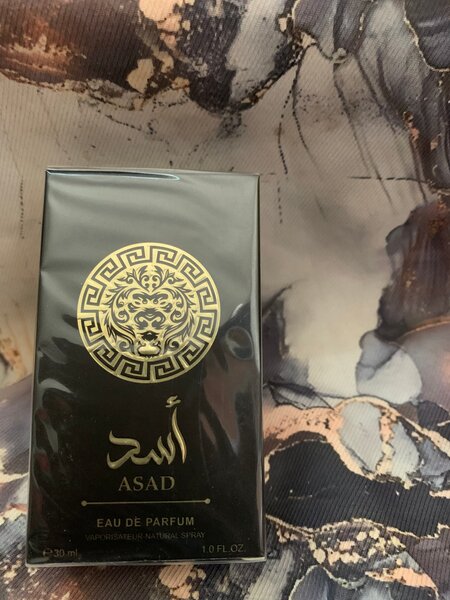 أسد
ASAD
EAU DE PARFUM
VAPORISATEUR NATURAL SPRAY
℮30 ml 1.0 FL.OZ.